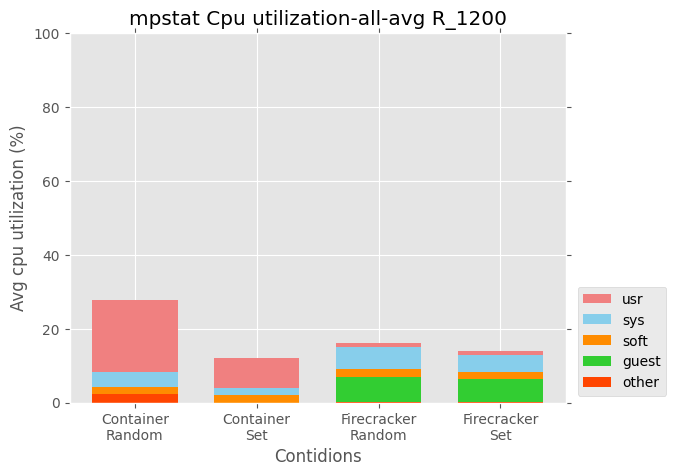 mpstat Cpu utilization-all-avg R_1200
Avg cpu utilization (%)
100
80
60
40
20
0
Container
Random
Container
Set
Firecracker
Random
Firecracker
Set
Contidions
usr
sys
soft
guest
other